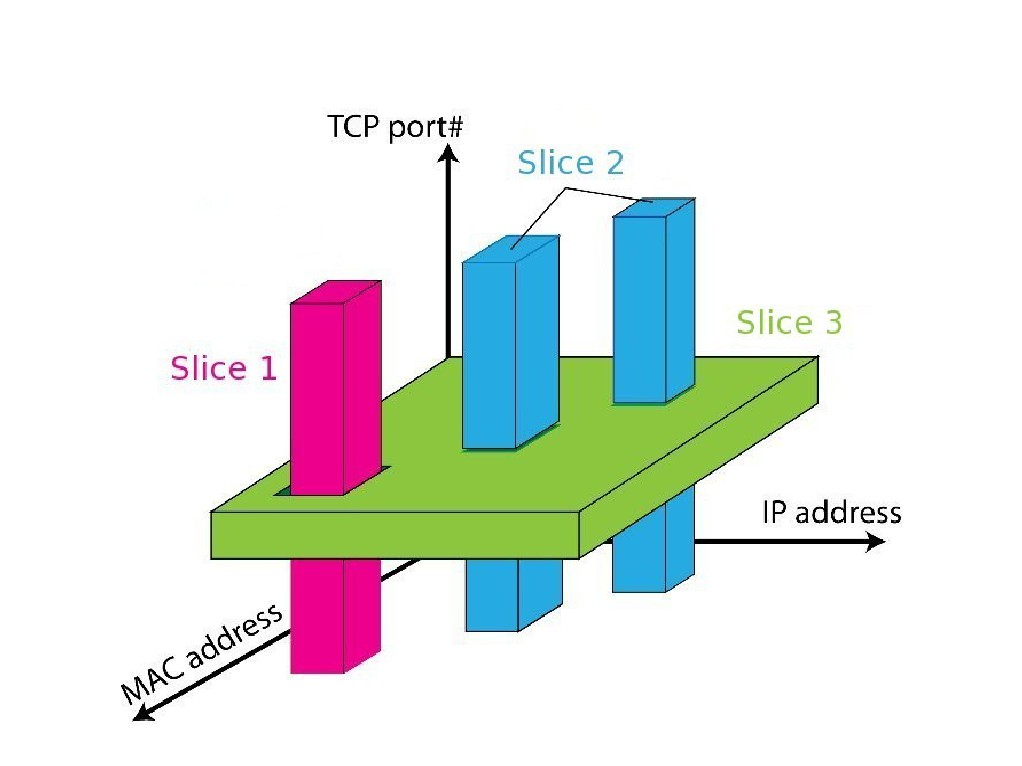 TCP port#
Slice 2
Slice 3
Slice 1
IP address
MAC address